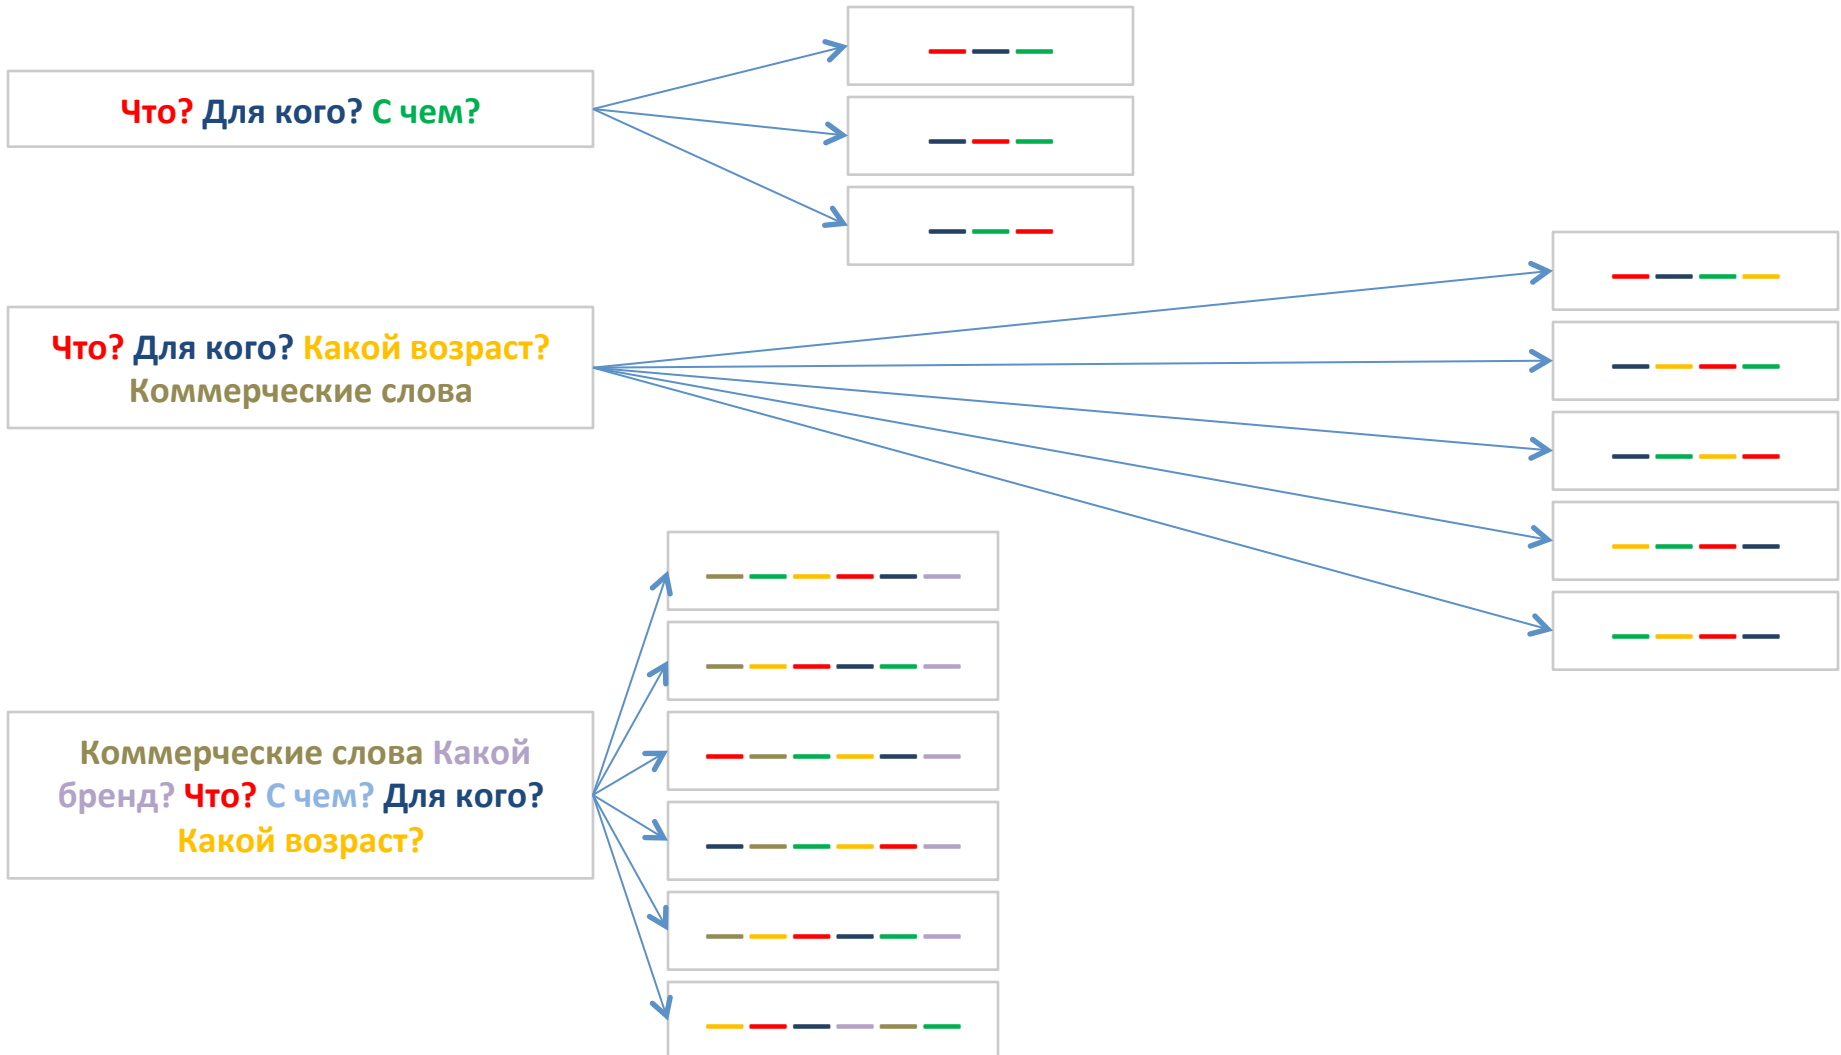 Что? Для кого? С чем?
Что? Для кого? Какой возраст?
Коммерческие слова
Коммерческие слова Какой
бренд? Что? С чем? Для кого?
Какой возраст?